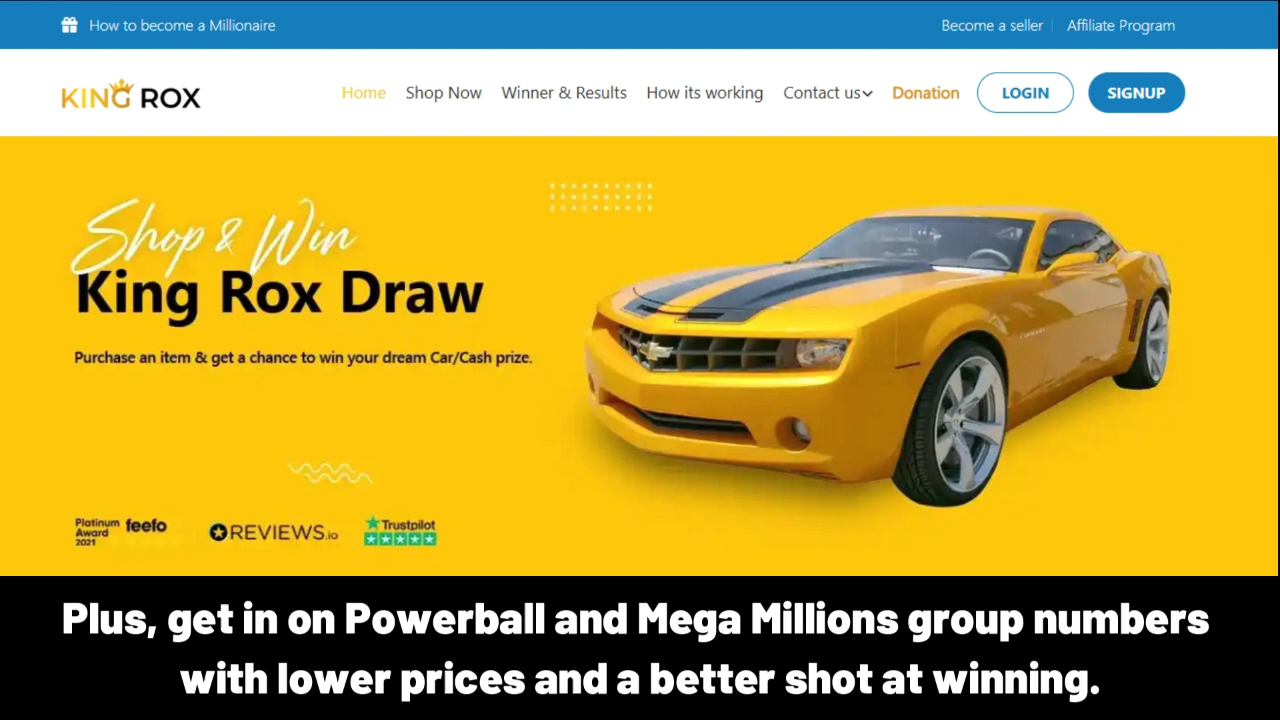 How to become a Millionaire
Become a seller
Affiliate Program
KING ROX
Home
Shop Now
Winner & Results
How its working
Contact us
Donation
LOGIN
SIGNUP
Shop & Win
King Rox Draw
Purchase an item & get a chance to win your dream Car/Cash prize.
Platinum
Award
2021
feefo
REVIEWS.io
Trustpilot
Plus, get in on Powerball and Mega Millions group numbers
with lower prices and a better shot at winning.